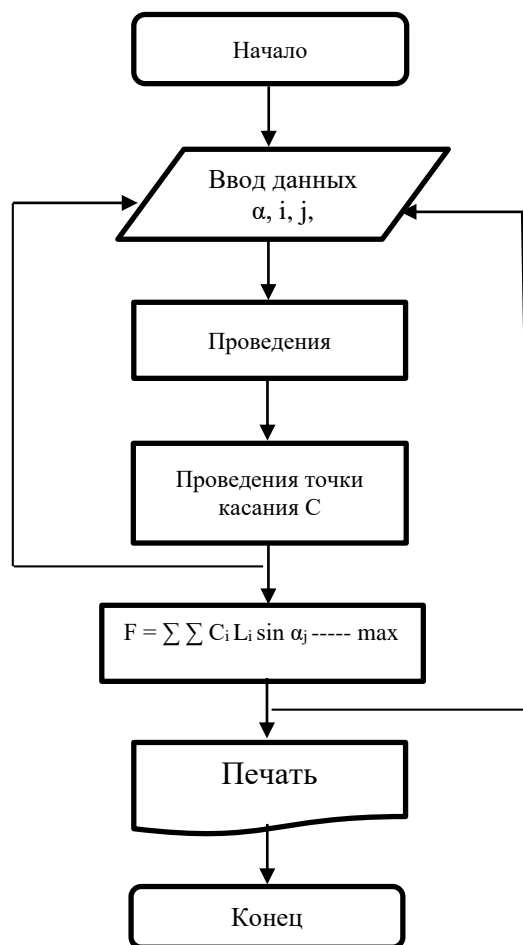 Начало
Ввод данных
α, i, j,
Проведения
Проведения точки
касания С
F = ∑ ∑ Cᵢ Lᵢ sin αⱼ ----- max
Печать
Конец